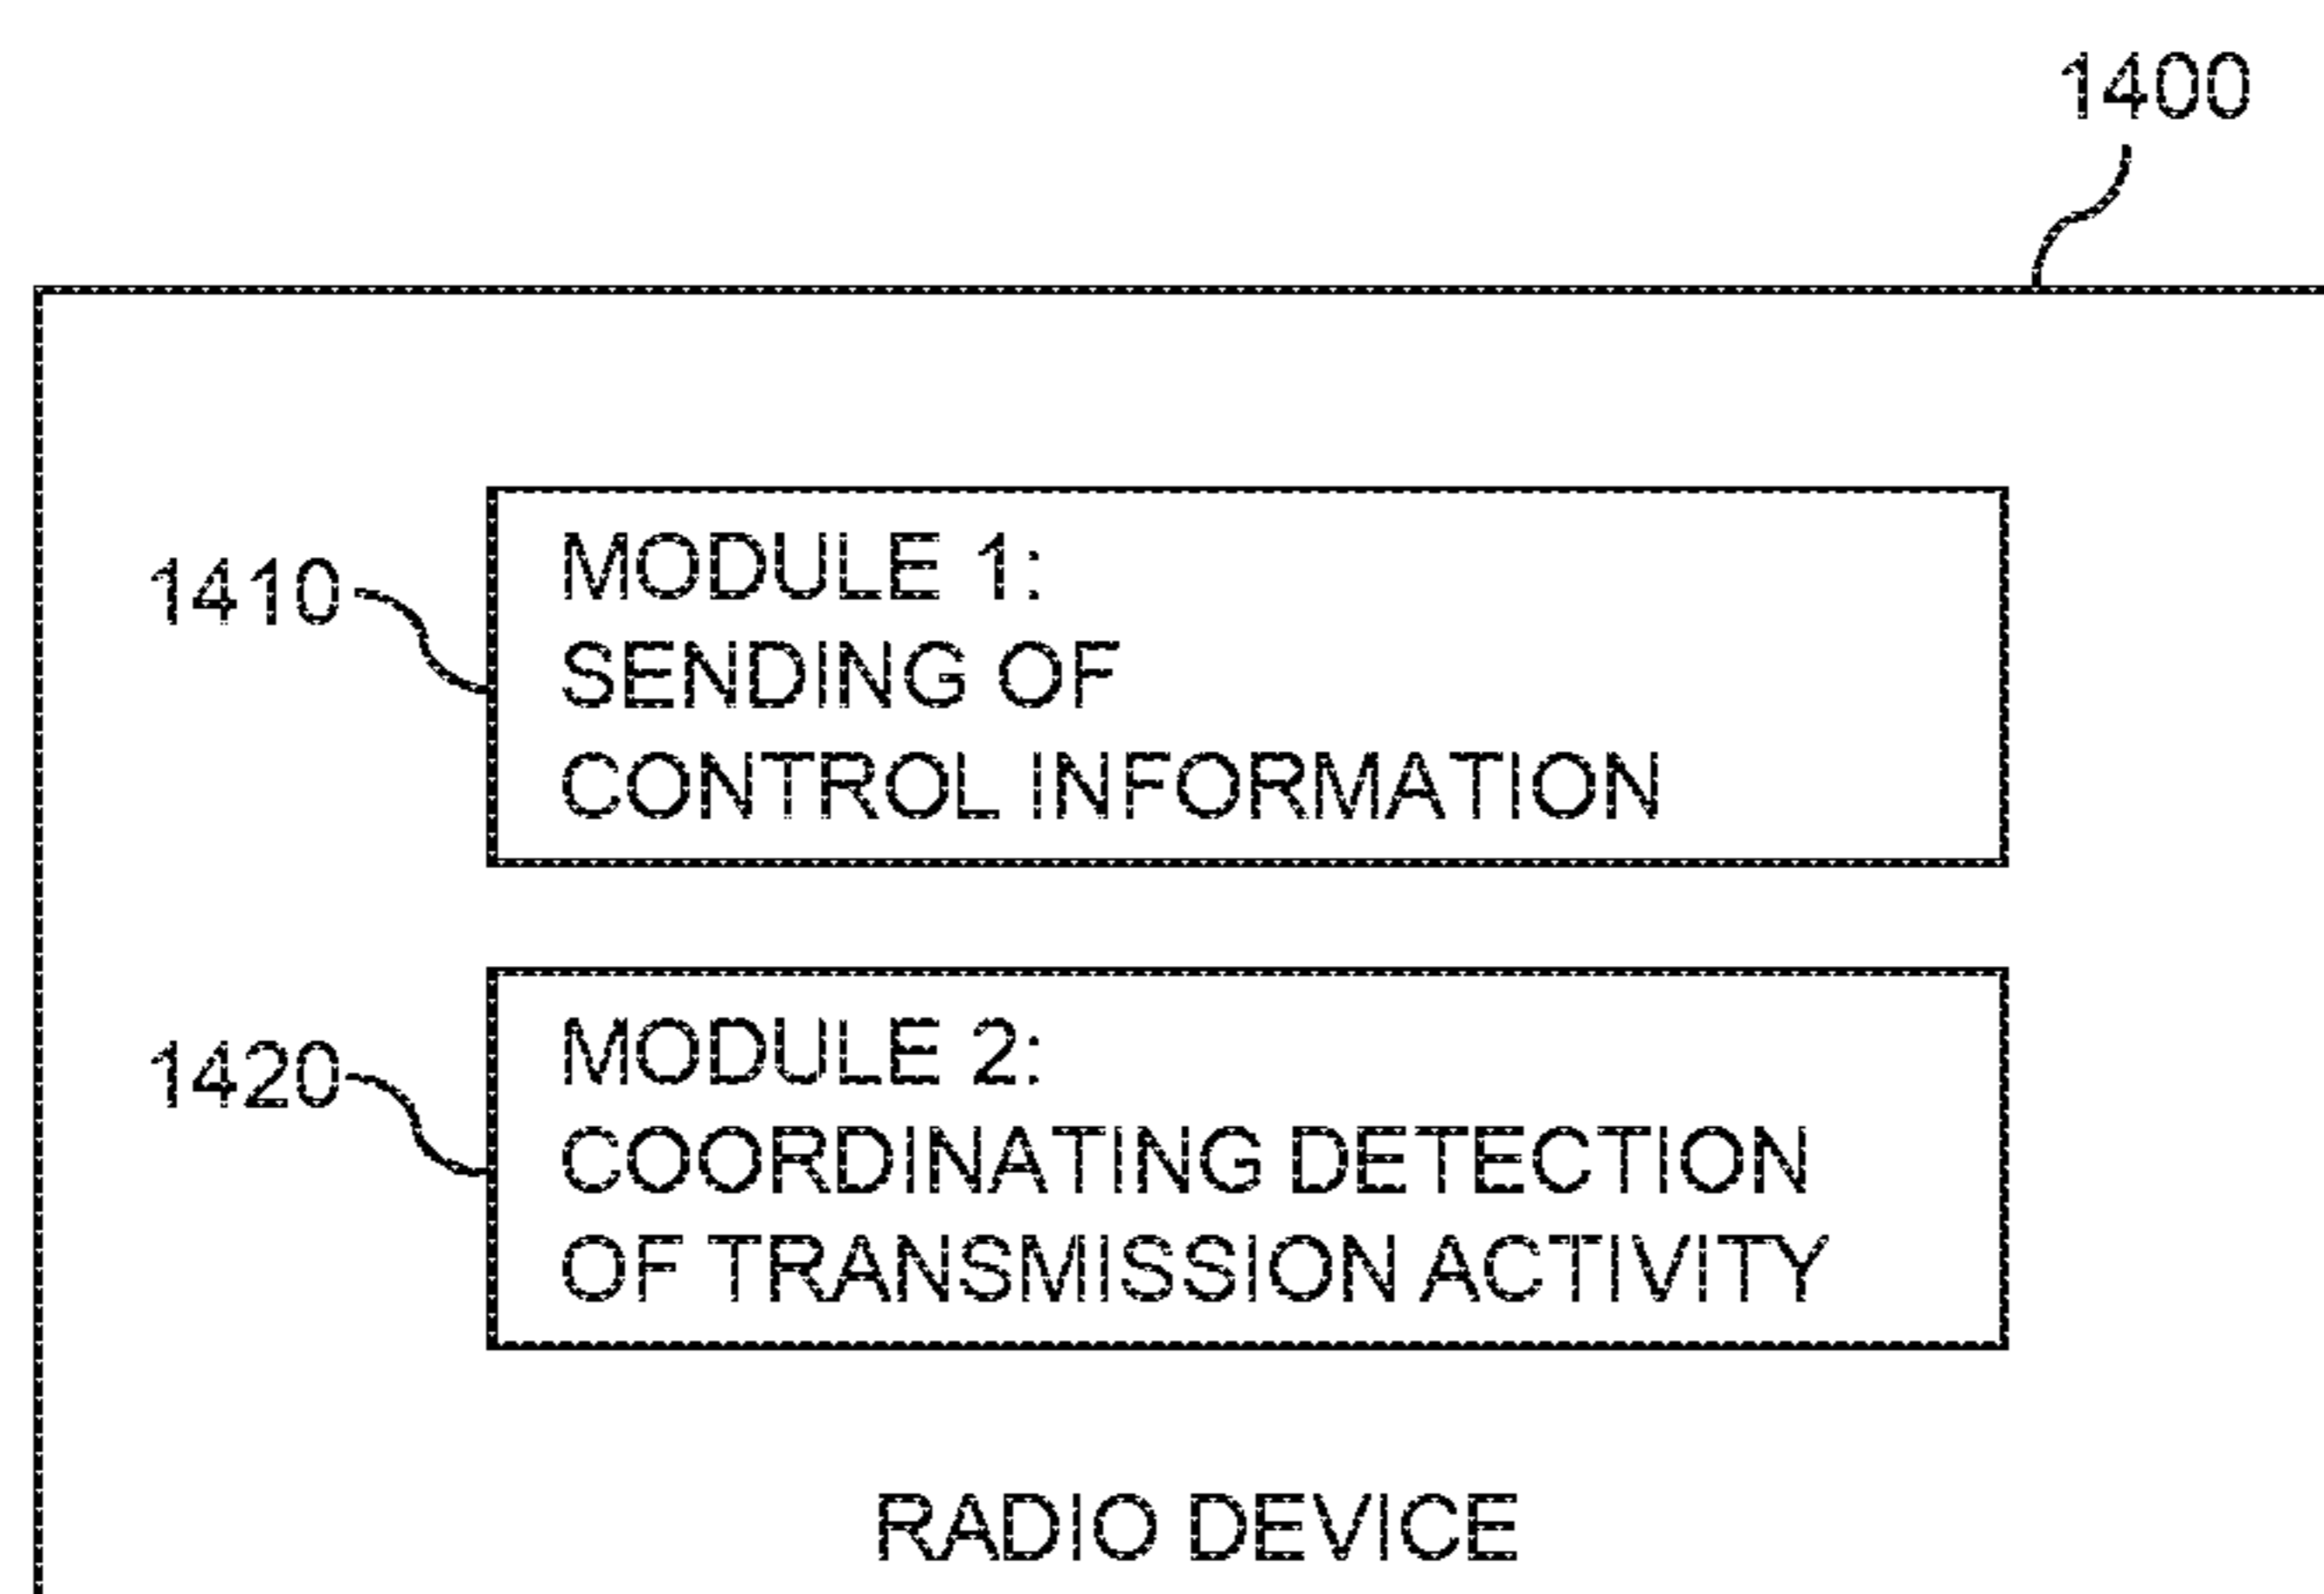 1400
1410
MODULE 1:
SENDING OF
CONTROL INFORMATION
1420
MODULE 2:
COORDINATING DETECTION
OF TRANSMISSION ACTIVITY
RADIO DEVICE